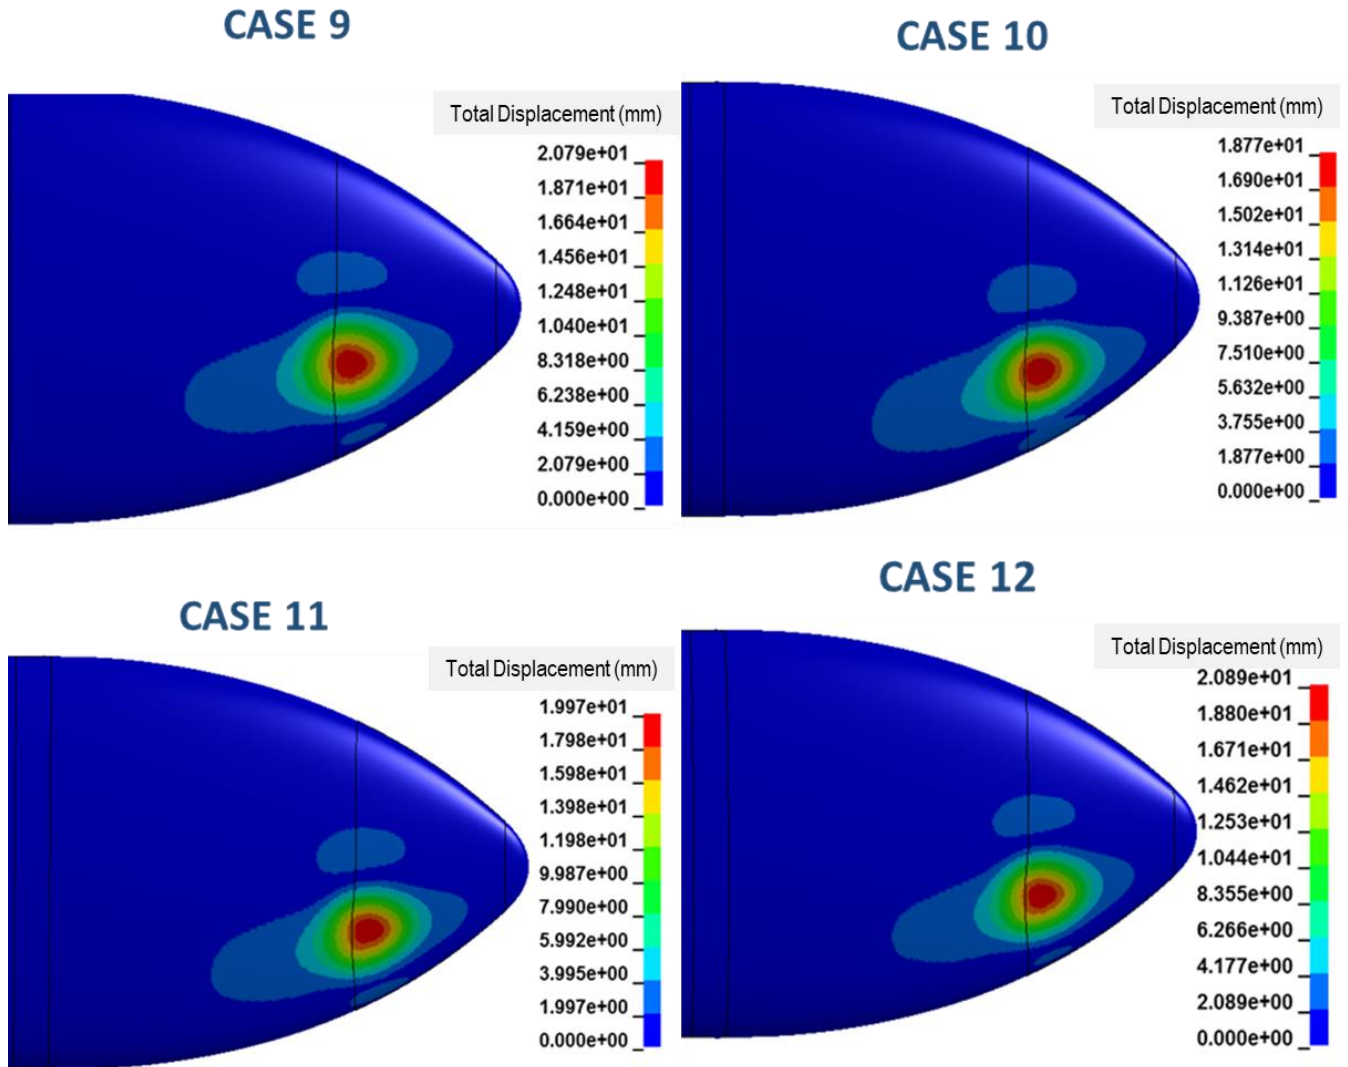 CASE 9
Total Displacement (mm)
2.079e+01
1.871e+01
1.664e+01
1.456e+01
1.248e+01
1.040e+01
8.318e+00
6.238e+00
4.159e+00
2.079e+00
0.000e+00
CASE 10
Total Displacement (mm)
1.877e+01
1.690e+01
1.502e+01
1.314e+01
1.126e+01
9.387e+00
7.510e+00
5.632e+00
3.755e+00
1.877e+00
0.000e+00
CASE 11
Total Displacement (mm)
1.997e+01
1.798e+01
1.598e+01
1.398e+01
1.198e+01
9.987e+00
7.990e+00
5.992e+00
3.995e+00
1.997e+00
0.000e+00
CASE 12
Total Displacement (mm)
2.089e+01
1.880e+01
1.671e+01
1.462e+01
1.253e+01
1.044e+01
8.355e+00
6.266e+00
4.177e+00
2.089e+00
0.000e+00